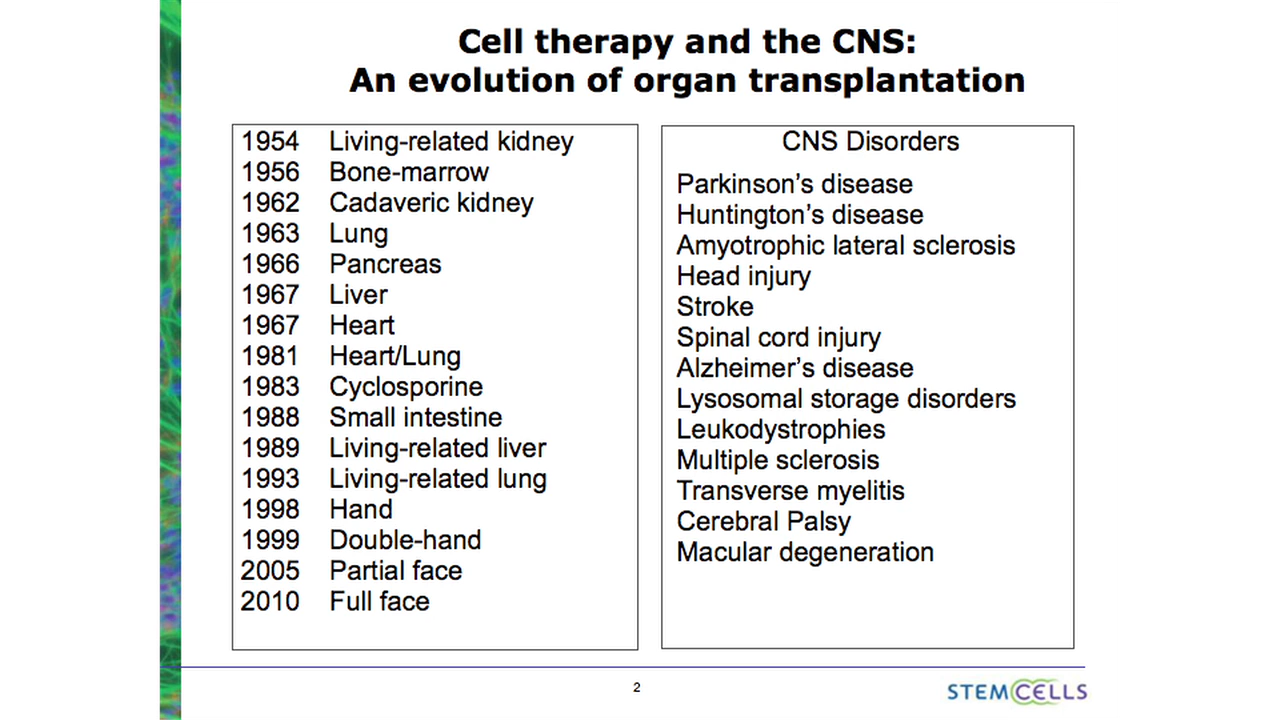 Cell therapy and the CNS:
An evolution of organ transplantation
1954 Living-related kidney
1956 Bone-marrow
1962 Cadaveric kidney
1963 Lung
1966 Pancreas
1967 Liver
1967 Heart
1981 Heart/Lung
1983 Cyclosporine
1988 Small intestine
1989 Living-related liver
1993 Living-related lung
1998 Hand
1999 Double-hand
2005 Partial face
2010 Full face
CNS Disorders
Parkinson’s disease
Huntington’s disease
Amyotrophic lateral sclerosis
Head injury
Stroke
Spinal cord injury
Alzheimer’s disease
Lysosomal storage disorders
Leukodystrophies
Multiple sclerosis
Transverse myelitis
Cerebral Palsy
Macular degeneration
2
STEMCELLS